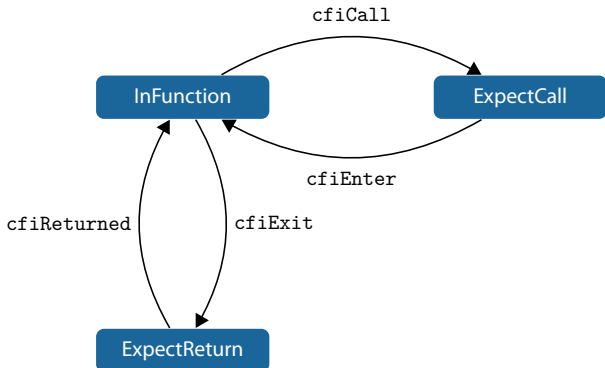 cfiCall
InFunction
ExpectCall
cfiEnter
cfiReturned
cfiExit
ExpectReturn